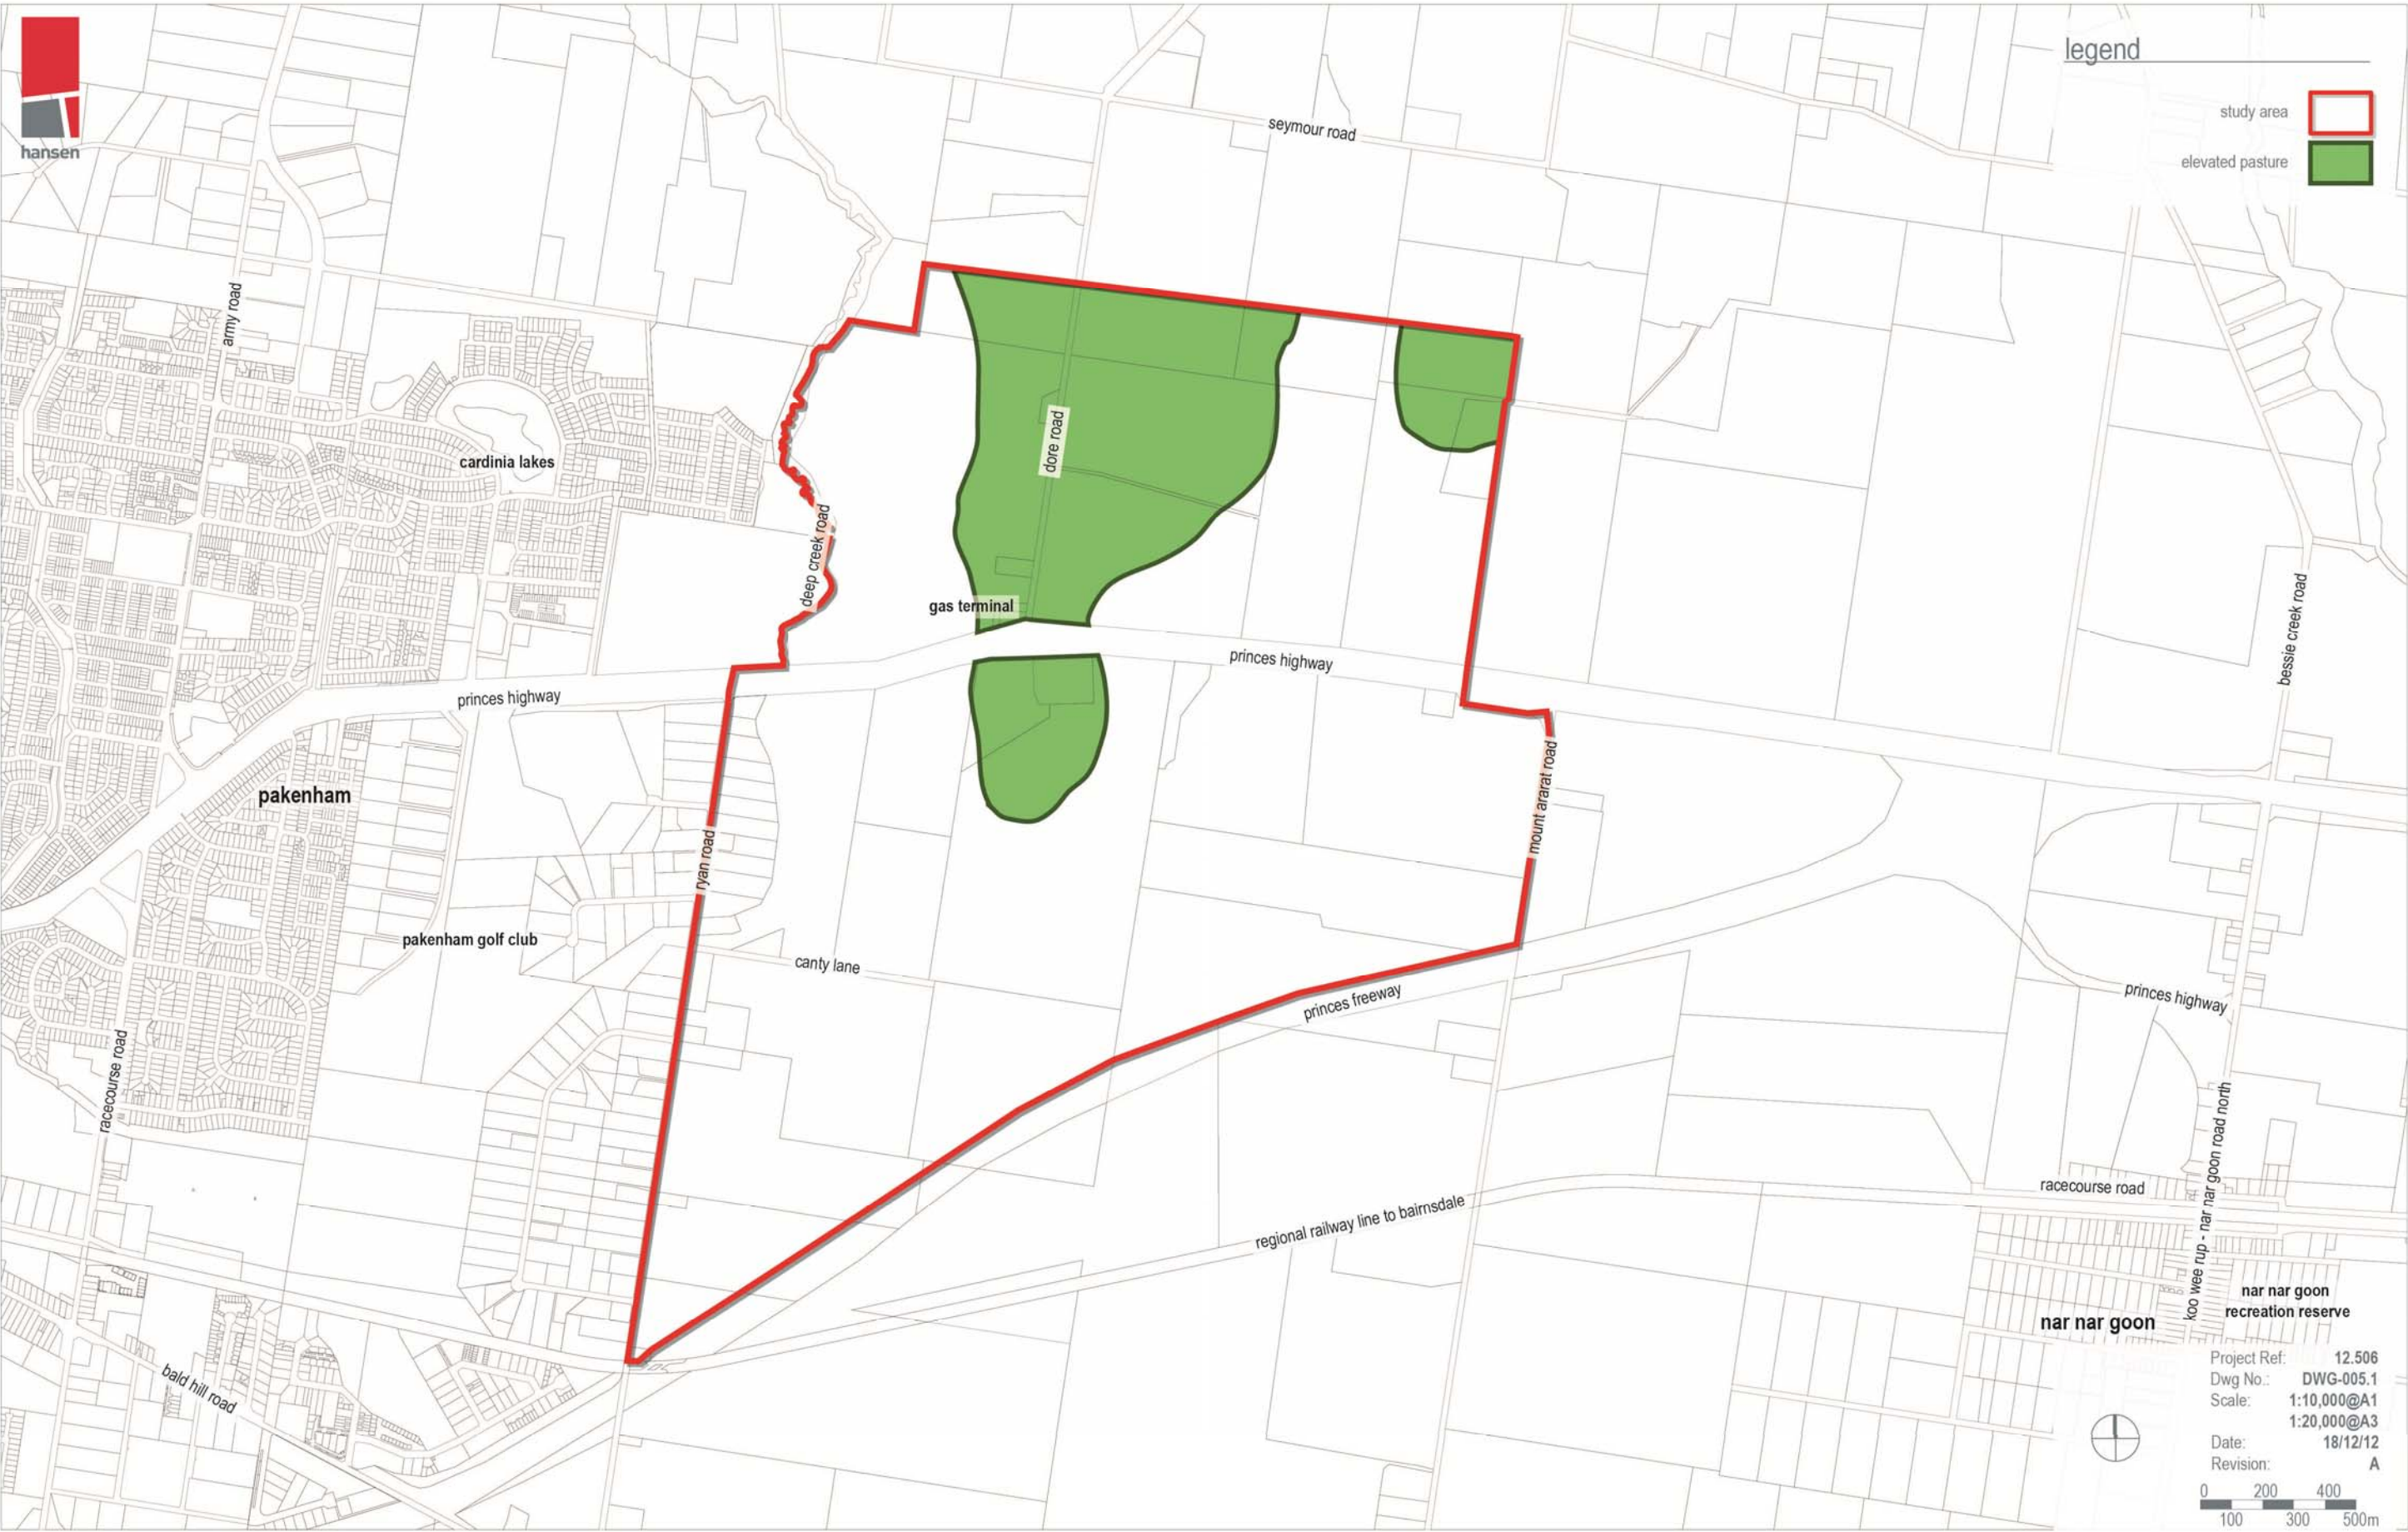 legend
study area
elevated pasture
hansen
seymour road
army road
cardinia lakes
dore road
deep creek road
gas terminal
princes highway
princes highway
bessie creek road
pakenham
mount ararat road
ryan road
pakenham golf club
canty lane
princes freeway
princes highway
racecourse road
koo wee rup - nar nar goon road north
racecourse road
regional railway line to bairnsdale
nar nar goon
recreation reserve
nar nar goon
bald hill road
Project Ref: 12.506
Dwg No.: DWG-005.1
Scale: 1:10,000@A1
1:20,000@A3
Date: 18/12/12
Revision: A
0 200 400
100 300 500m